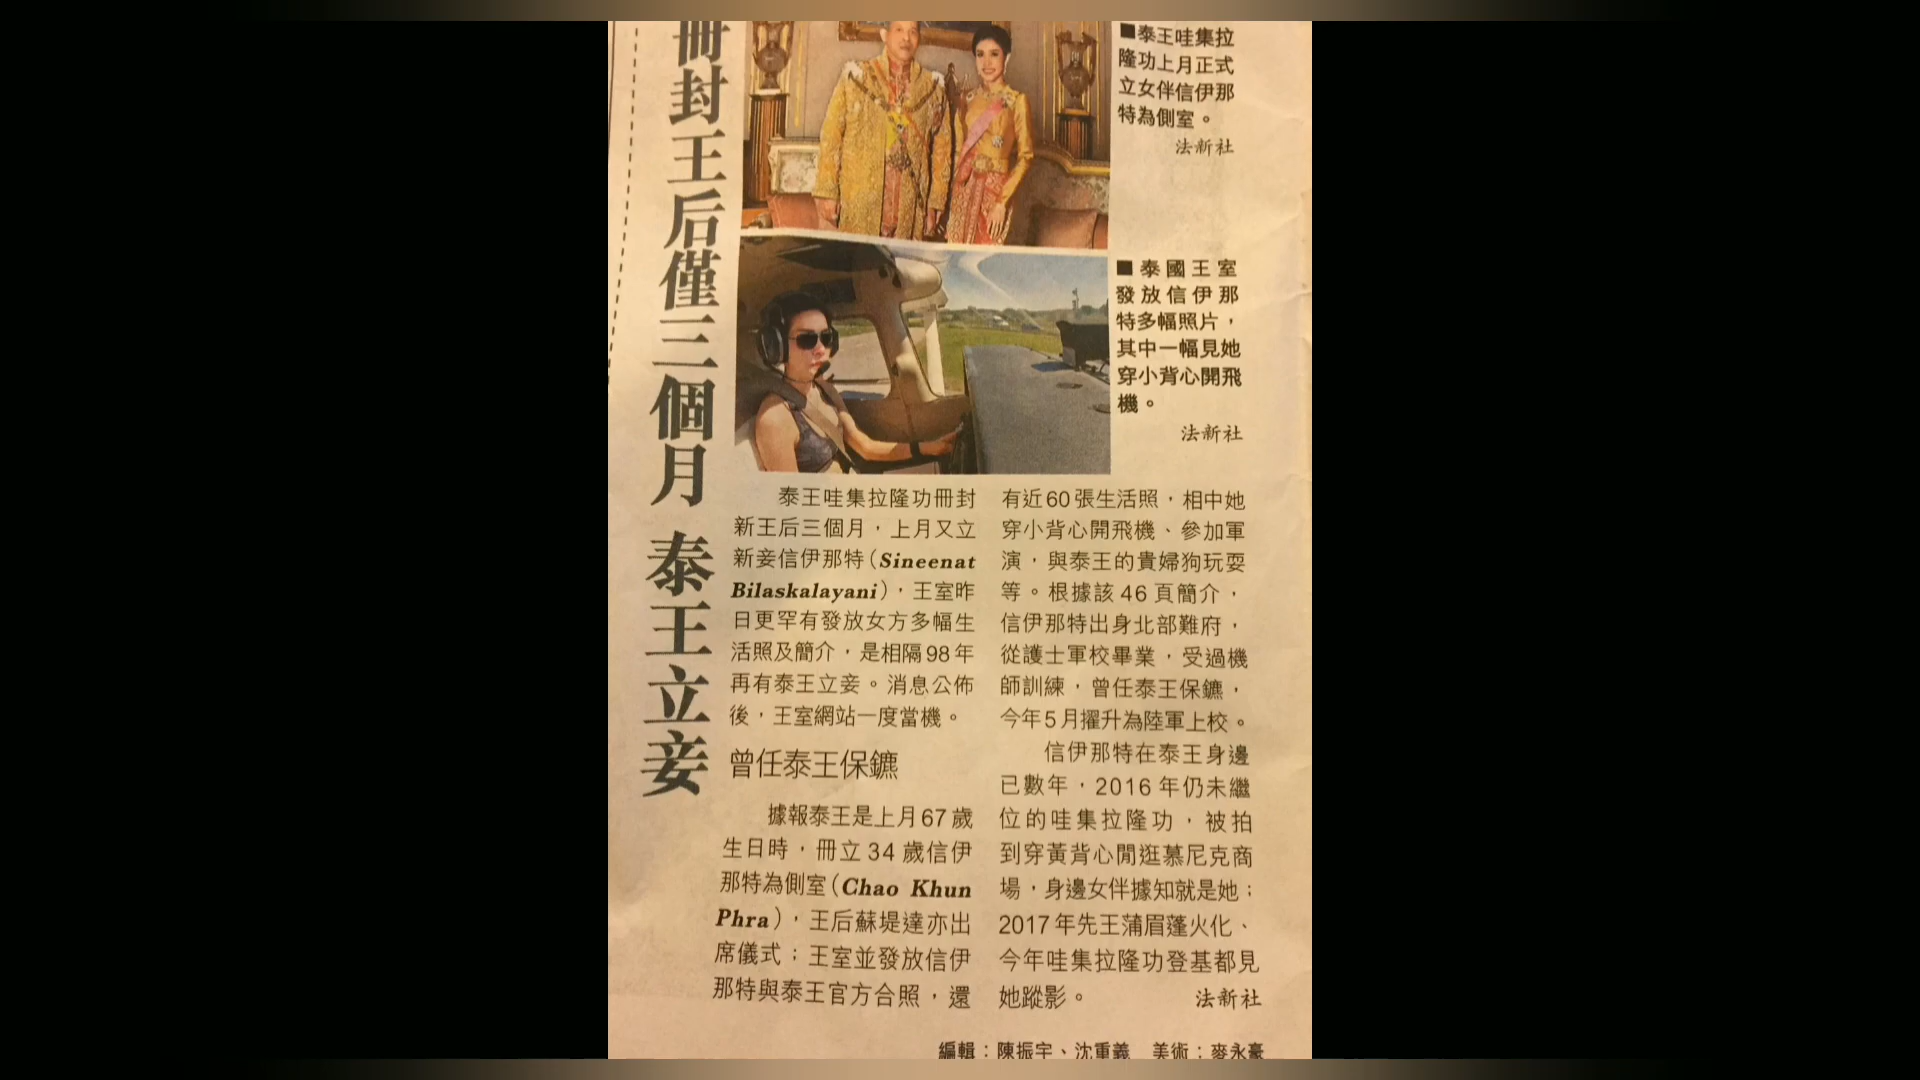 冊封王后僅三個月 泰王立妾
■泰王哇集拉
隆功上月正式
立女伴信伊那
特為側室。
法新社
■泰國王室
發放信伊那
特多幅照片，
其中一幅見她
穿小背心開飛
機。
法新社
泰王哇集拉隆功冊封
新王后三個月，上月又立
新妾信伊那特(Sineenat
Bilaskalayani)，王室昨
日更罕有發放女方多幅生
活照及簡介，是相隔98年
再有泰王立妾。消息公佈
後，王室網站一度當機。
曾任泰王保鑣
據報泰王是上月67歲
生日時，冊立34歲信伊
那特為側室(Chao Khun
Phra)，王后蘇堤達亦出
席儀式；王室並發放信伊
那特與泰王官方合照，還
有近60張生活照，相中她
穿小背心開飛機、參加軍
演，與泰王的貴婦狗玩耍
等。根據該46頁簡介，
信伊那特出身北部難府，
從護士軍校畢業，受過機
師訓練，曾任泰王保鑣，
今年5月擢升為陸軍上校。
信伊那特在泰王身邊
已數年，2016年仍未繼
位的哇集拉隆功，被拍
到穿黃背心閒逛慕尼克商
場，身邊女伴據知就是她；
2017年先王蒲眉蓬火化、
今年哇集拉隆功登基都見
她蹤影。
法新社
編輯：陳振宇、沈重義 美術：麥永豪